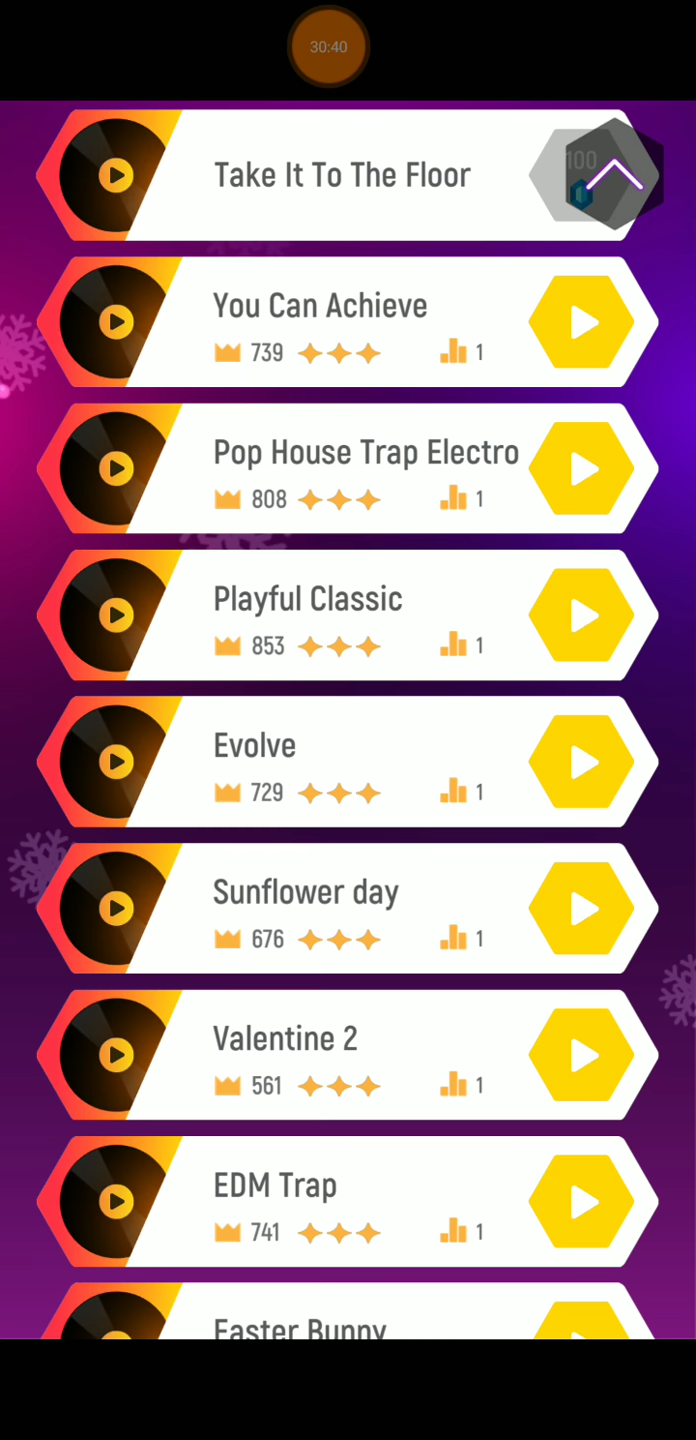 30:40
Take It To The Floor
100
You Can Achieve
739 1
Pop House Trap Electro
808 1
Playful Classic
853 1
Evolve
729 1
Sunflower day
676 1
Valentine 2
561 1
EDM Trap
741 1
Easter Bunny